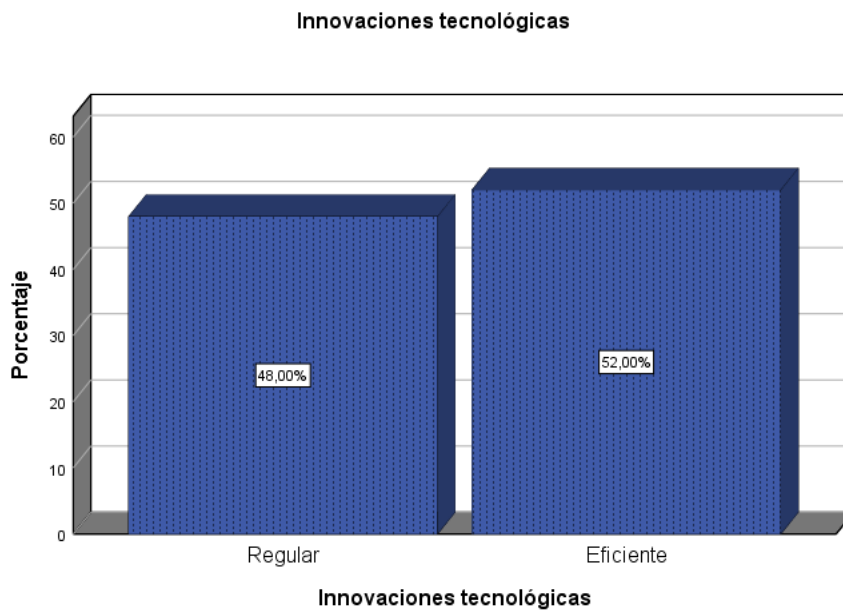 Innovaciones tecnológicas
Porcentaje
60
50
40
30
20
10
0
48,00%
52,00%
Regular
Eficiente
Innovaciones tecnológicas